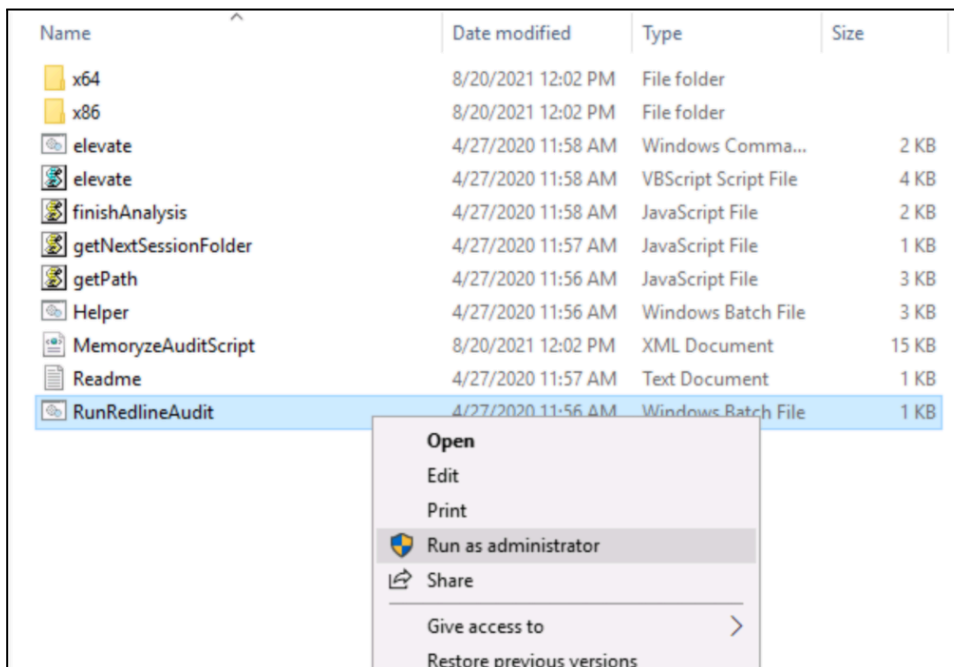 Name Date modified Type Size
x64 8/20/2021 12:02 PM File folder
x86 8/20/2021 12:02 PM File folder
elevate 4/27/2020 11:58 AM Windows Comma... 2 KB
elevate 4/27/2020 11:58 AM VBScript Script File 4 KB
finishAnalysis 4/27/2020 11:58 AM JavaScript File 2 KB
getNextSessionFolder 4/27/2020 11:57 AM JavaScript File 1 KB
getPath 4/27/2020 11:56 AM JavaScript File 3 KB
Helper 4/27/2020 11:56 AM Windows Batch File 3 KB
MemoryzeAuditScript 8/20/2021 12:02 PM XML Document 15 KB
Readme 4/27/2020 11:57 AM Text Document 1 KB
RunRedlineAudit 4/27/2020 11:56 AM Windows Batch File 1 KB
Open
Edit
Print
Run as administrator
Share
Give access to
Restore previous versions